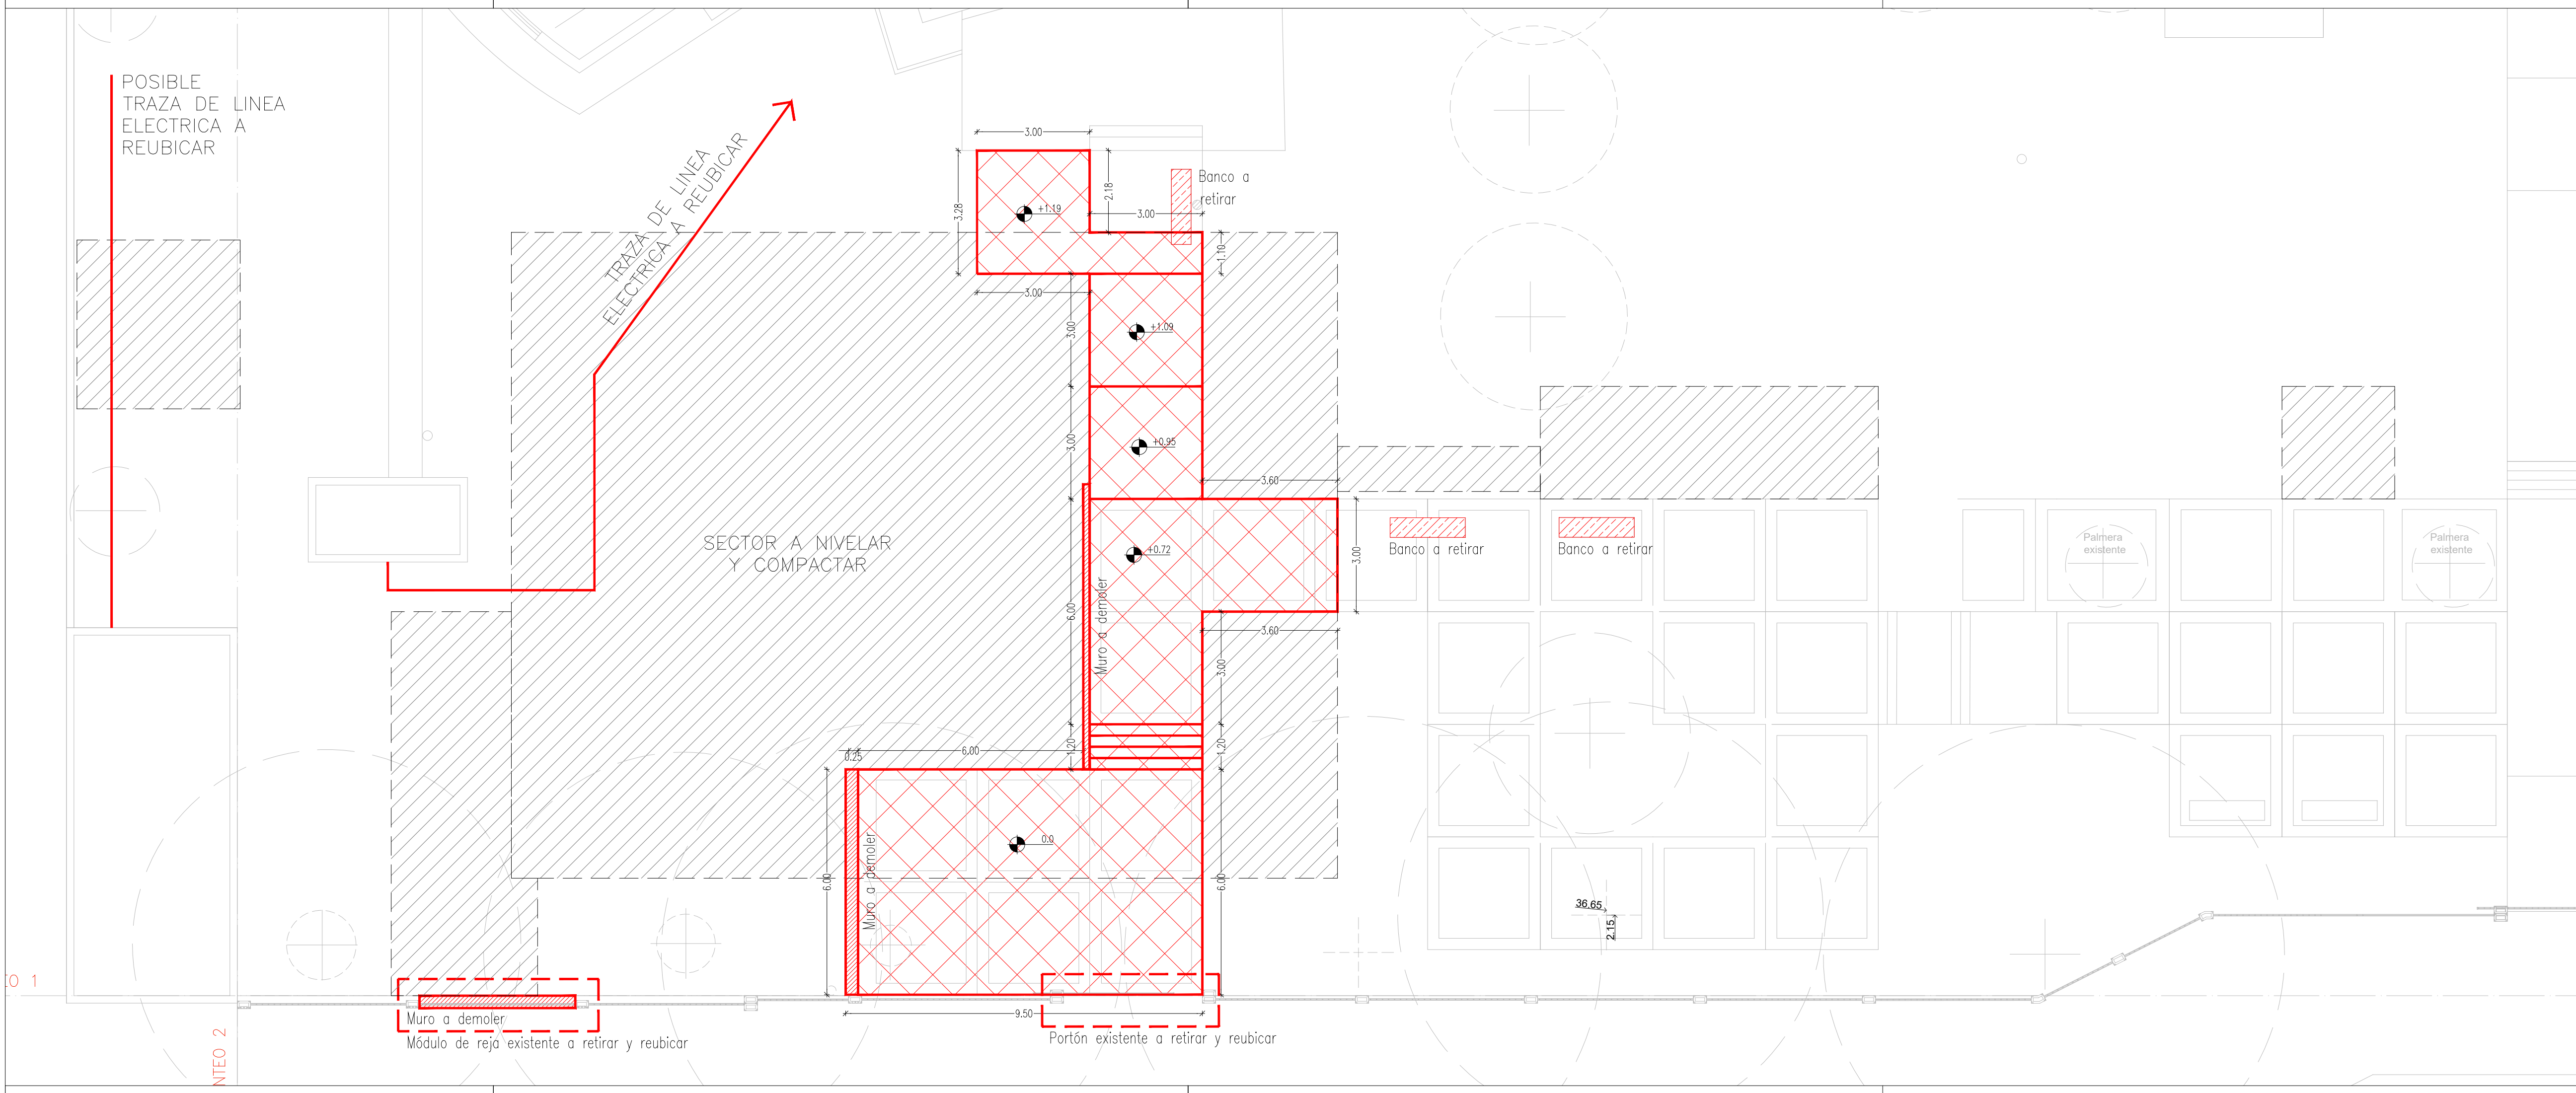 POSIBLE
TRAZA DE LINEA
ELECTRICA A
REUBICAR
TRAZA DE LINEA
ELECTRICA A REUBICAR
3.00
3.28
2.18
+1.19
3.00
Banco a
retirar
1.10
3.00
3.00
+1.09
3.00
+0.95
3.60
SECTOR A NIVELAR
Y COMPACTAR
+0.72
3.00
Banco a retirar
Banco a retirar
Palmera
existente
Palmera
existente
6.00
Muro a demoler
3.60
3.00
0.25
6.00
1.20
1.20
6.00
Muro a demoler
0.0
6.00
36.65
2.15
O 1
NTEO 2
Muro a demoler
Módulo de reja existente a retirar y reubicar
9.50
Portón existente a retirar y reubicar